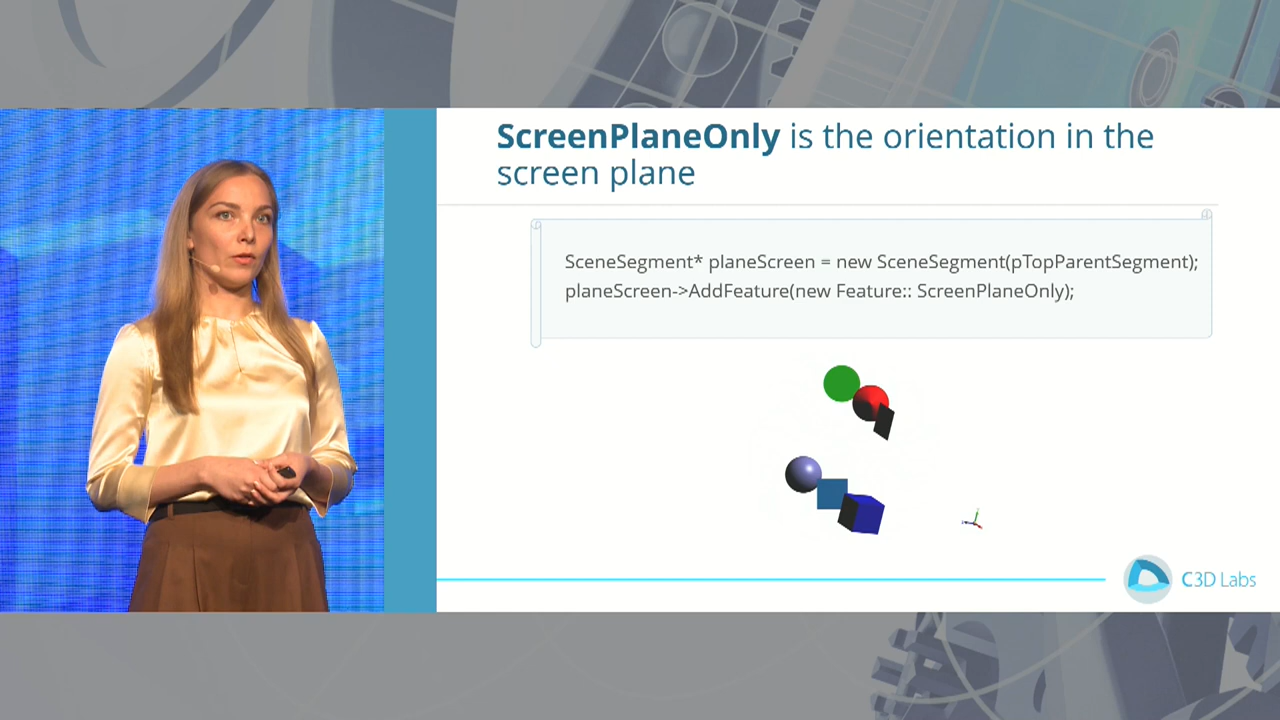 ScreenPlaneOnly is the orientation in the
screen plane
SceneSegment* planeScreen = new SceneSegment(pTopParentSegment);
planeScreen->AddFeature(new Feature:: ScreenPlaneOnly);
C3D Labs